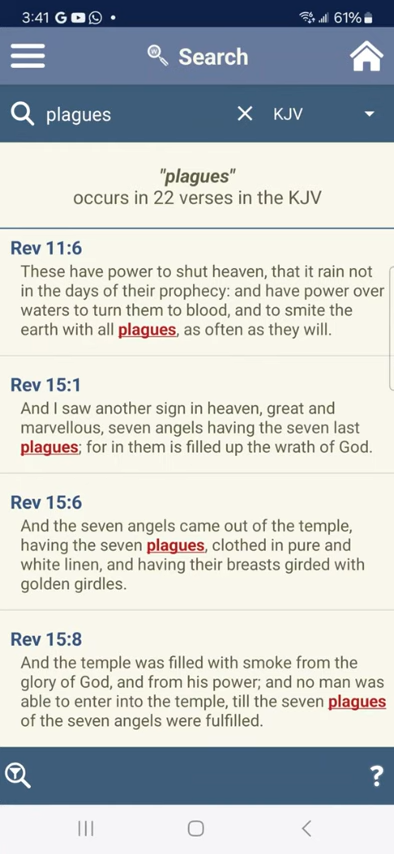 3:41
61%
Search
plagues
KJV
"plagues"
occurs in 22 verses in the KJV
Rev 11:6
These have power to shut heaven, that it rain not
in the days of their prophecy: and have power over
waters to turn them to blood, and to smite the
earth with all plagues, as often as they will.
Rev 15:1
And I saw another sign in heaven, great and
marvellous, seven angels having the seven last
plagues; for in them is filled up the wrath of God.
Rev 15:6
And the seven angels came out of the temple,
having the seven plagues, clothed in pure and
white linen, and having their breasts girded with
golden girdles.
Rev 15:8
And the temple was filled with smoke from the
glory of God, and from his power; and no man was
able to enter into the temple, till the seven plagues
of the seven angels were fulfilled.
?